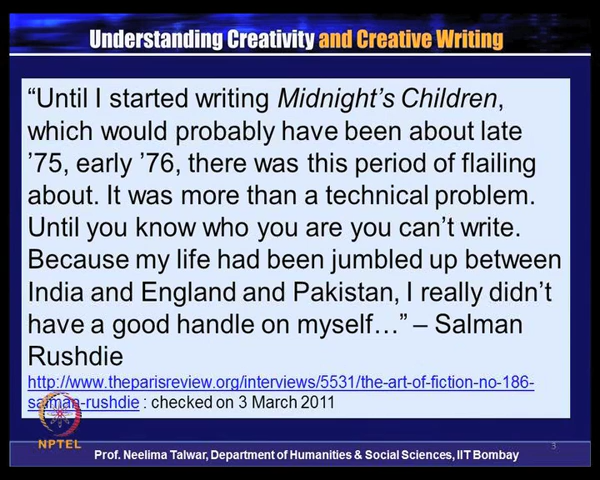 Understanding Creativity and Creative Writing
“Until I started writing Midnight’s Children,
which would probably have been about late
’75, early ’76, there was this period of flailing
about. It was more than a technical problem.
Until you know who you are you can’t write.
Because my life had been jumbled up between
India and England and Pakistan, I really didn’t
have a good handle on myself…” – Salman
Rushdie
http://www.theparisreview.org/interviews/5531/the-art-of-fiction-no-186-
salman-rushdie : checked on 3 March 2011
NPTEL
3
Prof. Neelima Talwar, Department of Humanities & Social Sciences, IIT Bombay